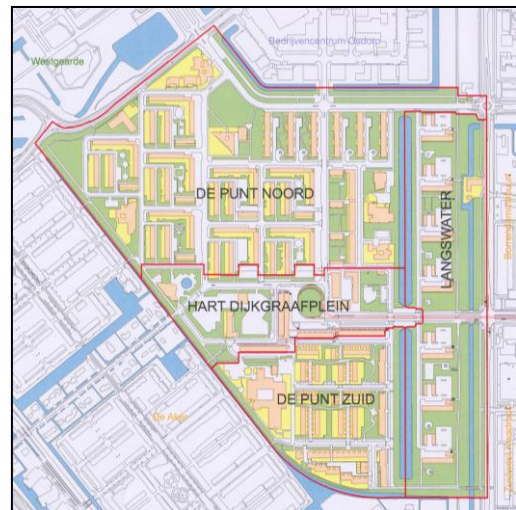 Bedrijvencentrum Osdorp
Westgaarde
DE PUNT NOORD
LANGSWATER
HART DIJKGRAAFPLEIN
DE PUNT ZUID
De Aker